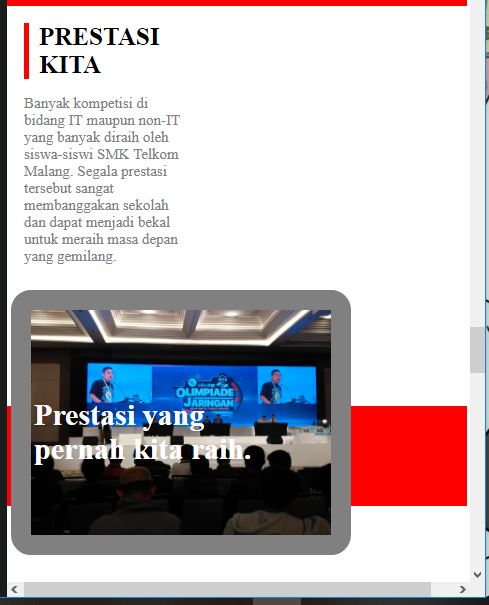 PRESTASI
KITA
Banyak kompetisi di
bidang IT maupun non-IT
yang banyak diraih oleh
siswa-siswi SMK Telkom
Malang. Segala prestasi
tersebut sangat
membanggakan sekolah
dan dapat menjadi bekal
untuk meraih masa depan
yang gemilang.
OLIMPIADE
JARINGAN
Prestasi yang
pernah kita raih.